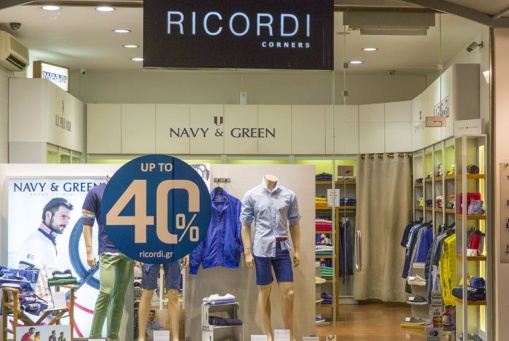 RICORDI
CORNERS
NAVY & GREEN
NAVY & GREEN
UP TO
40%
ricordi.gr